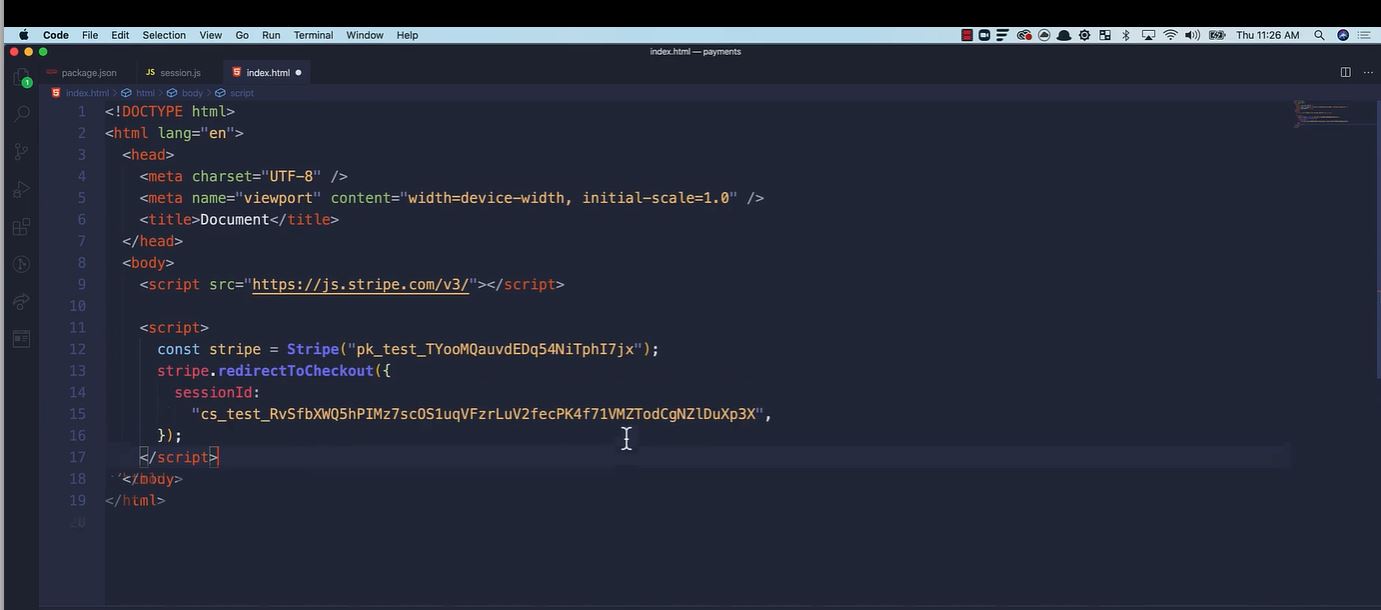 Code File Edit Selection View Go Run Terminal Window Help Thu 11:26 AM
index.html — payments
package.json JS session.js index.html
index.html › html › body › script
1 <!DOCTYPE html>
2 <html lang="en">
3 <head>
4 <meta charset="UTF-8" />
5 <meta name="viewport" content="width=device-width, initial-scale=1.0" />
6 <title>Document</title>
7 </head>
8 <body>
9 <script src="https://js.stripe.com/v3/"></script>
10
11 <script>
12 const stripe = Stripe("pk_test_TYooMQauvdEDq54NiTphI7jx");
13 stripe.redirectToCheckout({
14 sessionId:
15 "cs_test_RvSfbXWQ5hPIMz7scOS1uqVFzrLuV2fecPK4f71VMZTodCgNZlDuXp3X",
16 });
17 </script>
18 </body>
19 </html>
20